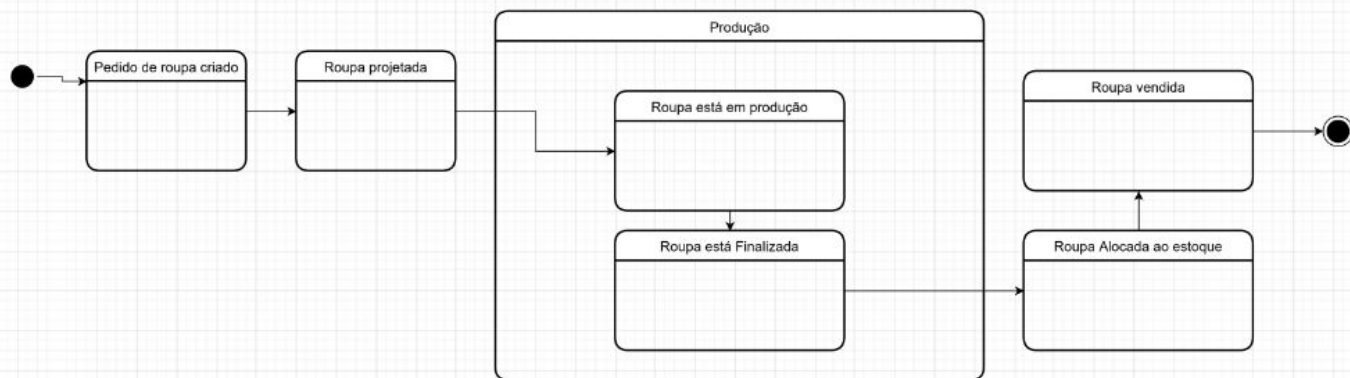 Pedido de roupa criado
Roupa projetada
Produção
Roupa está em produção
Roupa está Finalizada
Roupa vendida
Roupa Alocada ao estoque